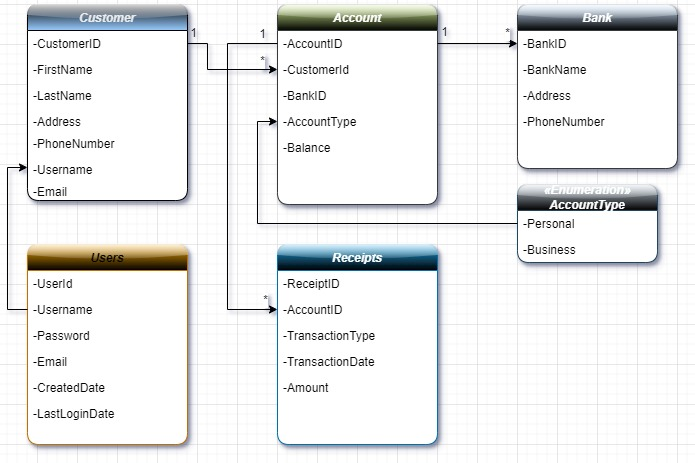 Customer
-CustomerID
-FirstName
-LastName
-Address
-PhoneNumber
-Username
-Email
1
*
Account
-AccountID
-CustomerId
-BankID
-AccountType
-Balance
1
1
*
Bank
-BankID
-BankName
-Address
-PhoneNumber
«Enumeration»
AccountType
-Personal
-Business
Users
-UserId
-Username
-Password
-Email
-CreatedDate
-LastLoginDate
*
Receipts
-ReceiptID
-AccountID
-TransactionType
-TransactionDate
-Amount